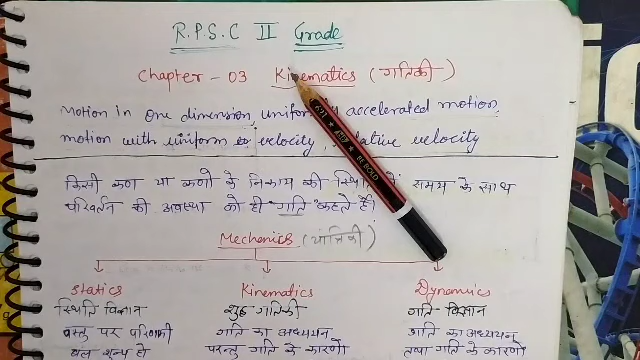 R.P.S.C II Grade
Chapter - 03 Kinematics (गतिकी)
Motion in One dimension, uniformly accelerated motion,
motion with uniform velocity, relative velocity
किसी कण या कणों के निकाय की स्थिति में समय के साथ
परिवर्तन की अवस्था को ही गति कहते हैं।
Mechanics (यांत्रिकी)
Statics Kinematics Dynamics
स्थिति विज्ञान शुद्ध गतिकी गति विज्ञान
वस्तु पर परिणामी गति का अध्ययन गति का अध्ययन
बल शून्य हो परन्तु गति के कारणों तथा गति के कारणों